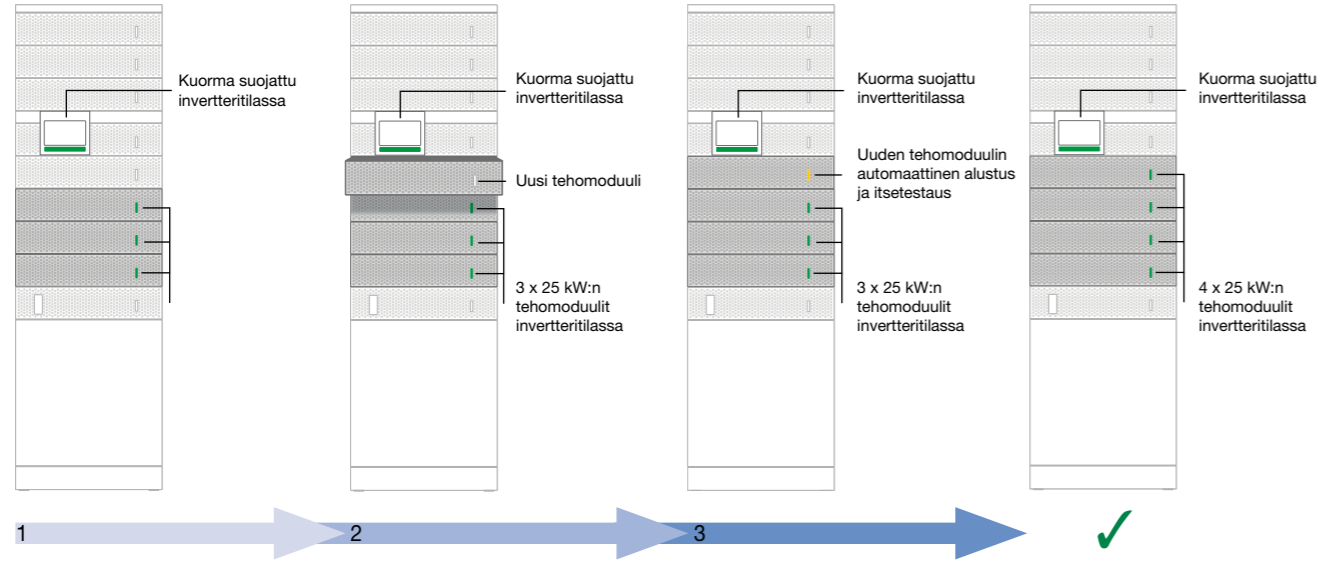 Kuorma suojattu
invertteritilassa
Kuorma suojattu
invertteritilassa
Uusi tehomoduuli
3 x 25 kW:n
tehomoduulit
invertteritilassa
Kuorma suojattu
invertteritilassa
Uuden tehomoduulin
automaattinen alustus
ja itsetestaus
3 x 25 kW:n
tehomoduulit
invertteritilassa
Kuorma suojattu
invertteritilassa
4 x 25 kW:n
tehomoduulit
invertteritilassa
1
2
3